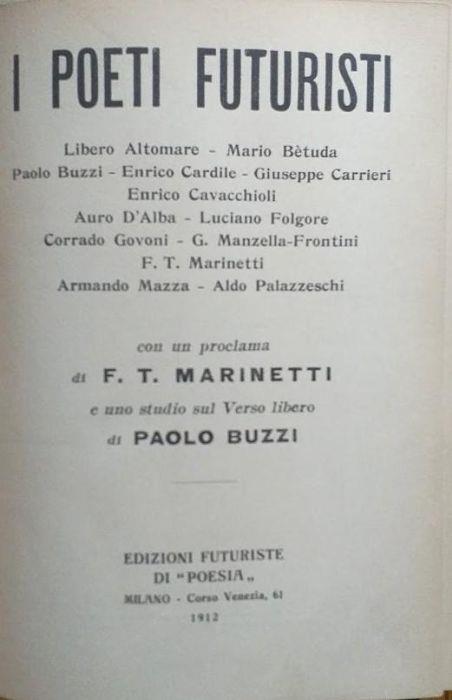 I POETI FUTURISTI
Libero Altomare - Mario Bètuda
Paolo Buzzi - Enrico Cardile - Giuseppe Carrieri
Enrico Cavacchioli
Auro D'Alba - Luciano Folgore
Corrado Govoni - G. Manzella-Frontini
F. T. Marinetti
Armando Mazza - Aldo Palazzeschi
con un proclama
di F. T. MARINETTI
e uno studio sul Verso libero
di PAOLO BUZZI
EDIZIONI FUTURISTE
DI "POESIA„
MILANO - Corso Venezia, 61
1912